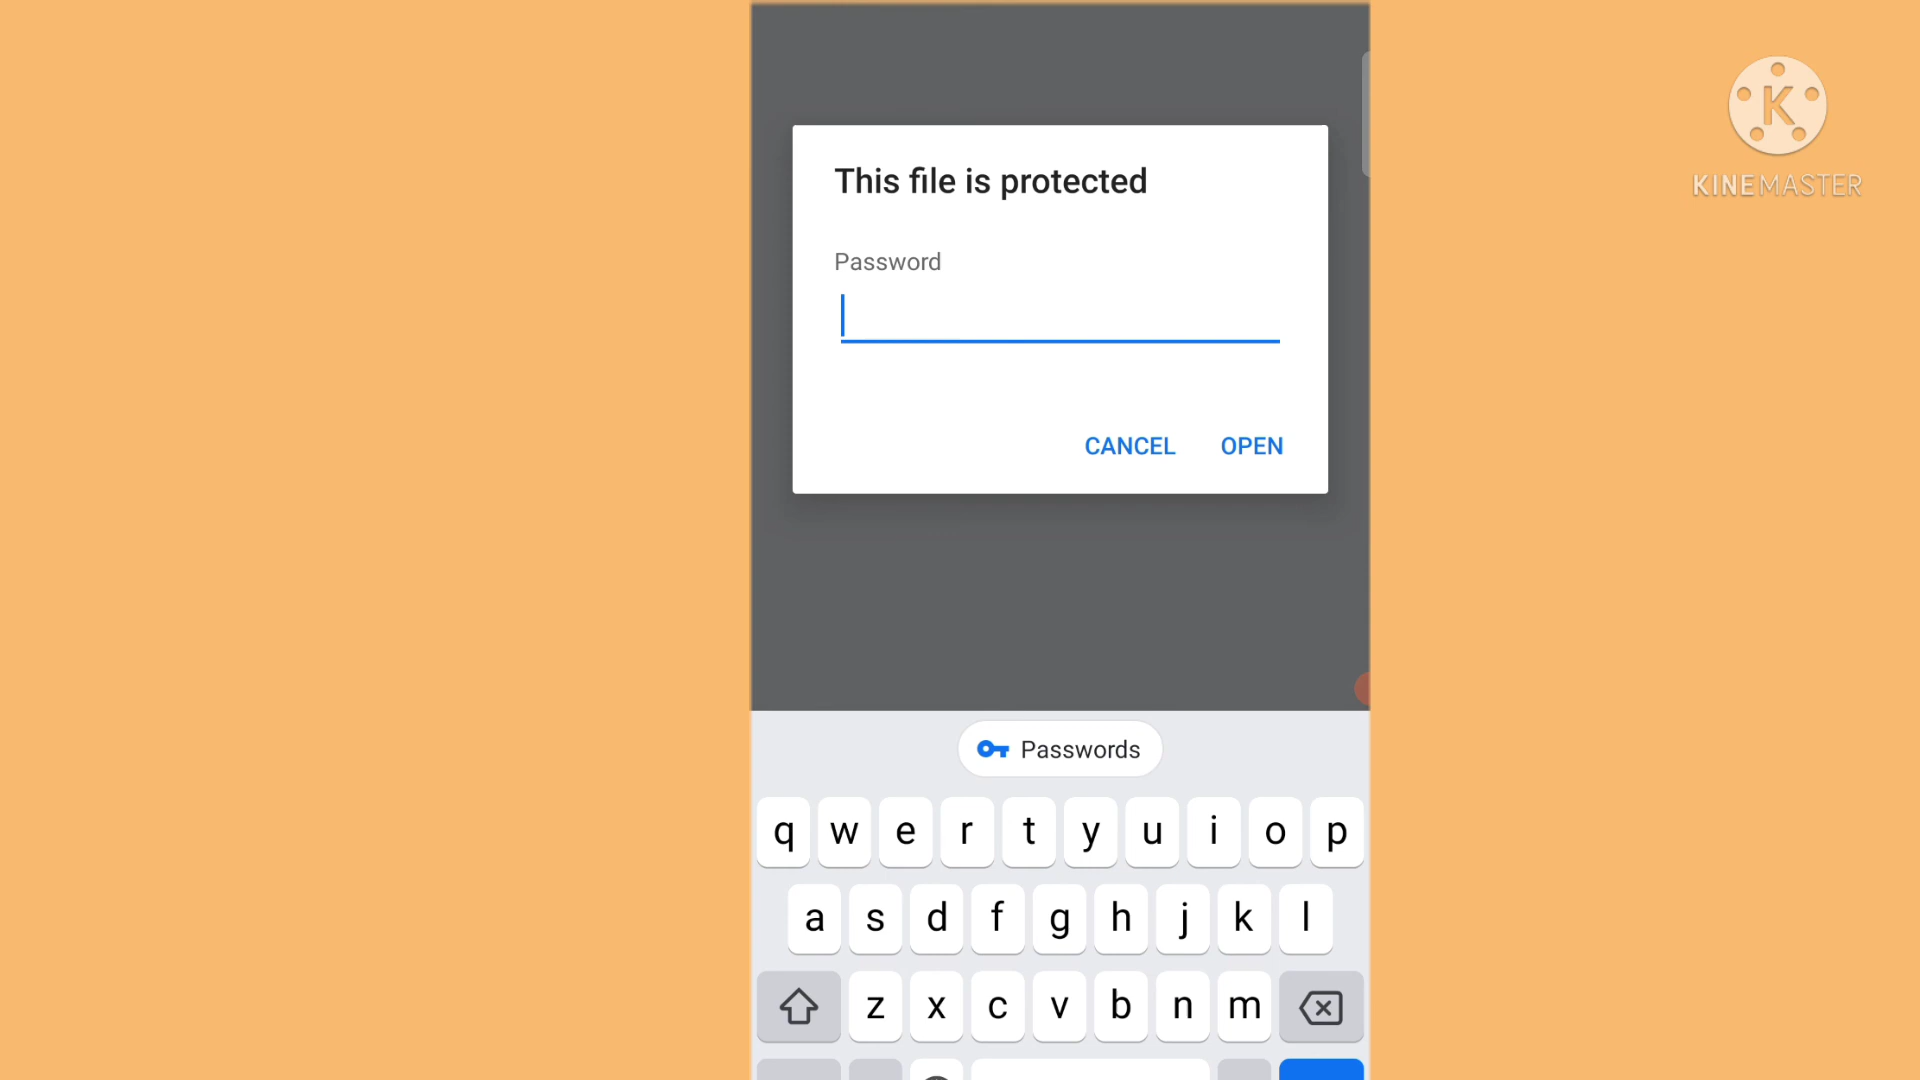 K
KINEMASTER
This file is protected
Password
CANCEL OPEN
Passwords
q w e r t y u i o p
a s d f g h j k l
z x c v b n m